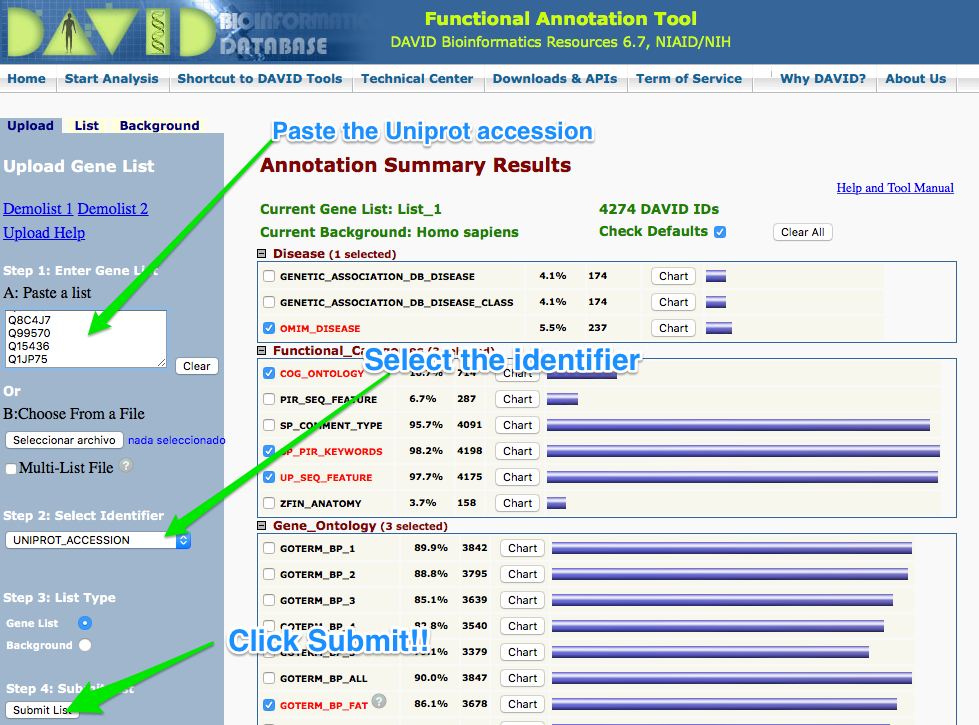 DAVID BIOINFORMATICS DATABASE
Functional Annotation Tool
DAVID Bioinformatics Resources 6.7, NIAID/NIH
Home Start Analysis Shortcut to DAVID Tools Technical Center Downloads & APIs Term of Service Why DAVID? About Us
Upload List Background
Paste the Uniprot accession
Upload Gene List
Annotation Summary Results
Help and Tool Manual
Demolist 1 Demolist 2
Upload Help
Current Gene List: List_1 4274 DAVID IDs
Current Background: Homo sapiens Check Defaults Clear All
Step 1: Enter Gene List
A: Paste a list
Q8C4J7
Q99570
Q15436
Q1JP75
Clear
Or
B:Choose From a File
Seleccionar archivo nada seleccionado
Multi-List File ?
Step 2: Select Identifier
UNIPROT_ACCESSION
Step 3: List Type
Gene List
Background
Step 4: Submit List
Submit List
Disease (1 selected)
GENETIC_ASSOCIATION_DB_DISEASE 4.1% 174 Chart
GENETIC_ASSOCIATION_DB_DISEASE_CLASS 4.1% 174 Chart
OMIM_DISEASE 5.5% 237 Chart
Functional_Categories (3 selected)
Select the identifier
COG_ONTOLOGY 16.7% 714 Chart
PIR_SEQ_FEATURE 6.7% 287 Chart
SP_COMMENT_TYPE 95.7% 4091 Chart
SP_PIR_KEYWORDS 98.2% 4198 Chart
UP_SEQ_FEATURE 97.7% 4175 Chart
ZFIN_ANATOMY 3.7% 158 Chart
Gene_Ontology (3 selected)
GOTERM_BP_1 89.9% 3842 Chart
GOTERM_BP_2 88.8% 3795 Chart
GOTERM_BP_3 85.1% 3639 Chart
GOTERM_BP_4 82.8% 3540 Chart
Click Submit!!
GOTERM_BP_5 3379 Chart
GOTERM_BP_ALL 90.0% 3847 Chart
GOTERM_BP_FAT ? 86.1% 3678 Chart